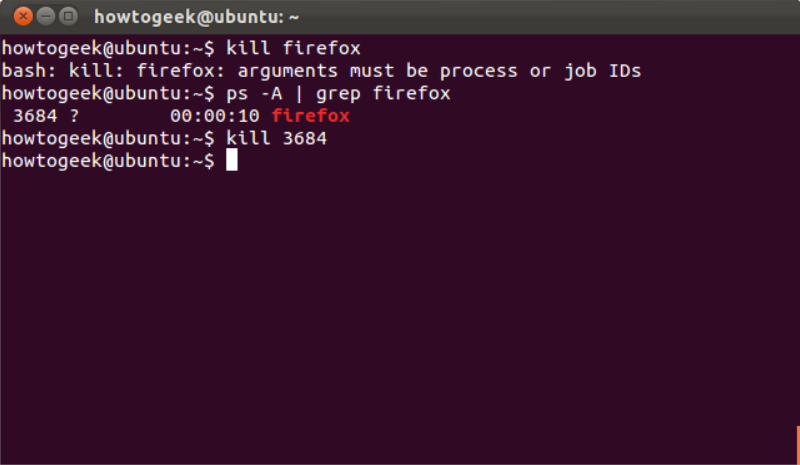 howtogeek@ubuntu: ~
howtogeek@ubuntu:~$ kill firefox
bash: kill: firefox: arguments must be process or job IDs
howtogeek@ubuntu:~$ ps -A | grep firefox
 3684 ?        00:00:10 firefox
howtogeek@ubuntu:~$ kill 3684
howtogeek@ubuntu:~$